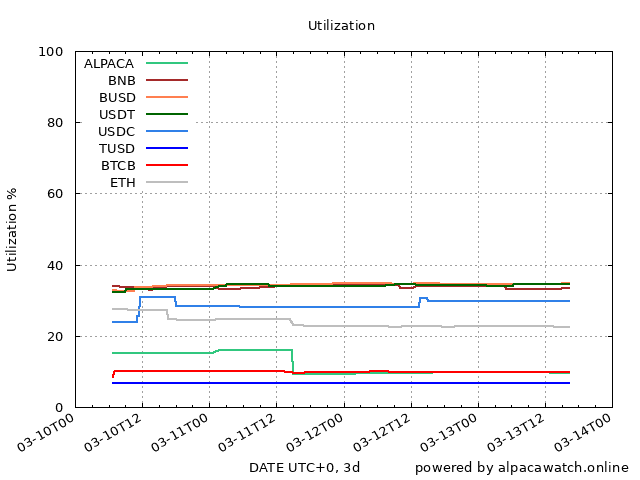 Utilization
100
80
60
40
20
0
Utilization %
ALPACA
BNB
BUSD
USDT
USDC
TUSD
BTCB
ETH
03-10T00
03-10T12
03-11T00
03-11T12
03-12T00
03-12T12
03-13T00
03-13T12
03-14T00
DATE UTC+0, 3d
powered by alpacawatch.online